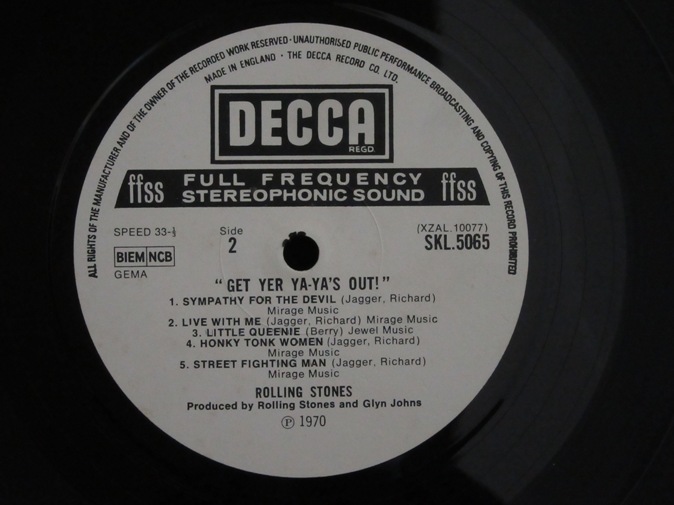 ALL RIGHTS OF THE MANUFACTURER AND OF THE OWNER OF THE RECORDED WORK RESERVED · UNAUTHORISED PUBLIC PERFORMANCE BROADCASTING AND COPYING OF THIS RECORD PROHIBITED
MADE IN ENGLAND · THE DECCA RECORD CO. LTD.
DECCA
REGD.
ffss FULL FREQUENCY ffss
STEREOPHONIC SOUND
SPEED 33-⅓ Side 2 (XZAL.10077)
SKL.5065
BIEM NCB
GEMA
"GET YER YA-YA'S OUT!"
1. SYMPATHY FOR THE DEVIL (Jagger, Richard)
Mirage Music
2. LIVE WITH ME (Jagger, Richard) Mirage Music
3. LITTLE QUEENIE (Berry) Jewel Music
4. HONKY TONK WOMEN (Jagger, Richard)
Mirage Music
5. STREET FIGHTING MAN (Jagger, Richard)
Mirage Music
ROLLING STONES
Produced by Rolling Stones and Glyn Johns
℗ 1970